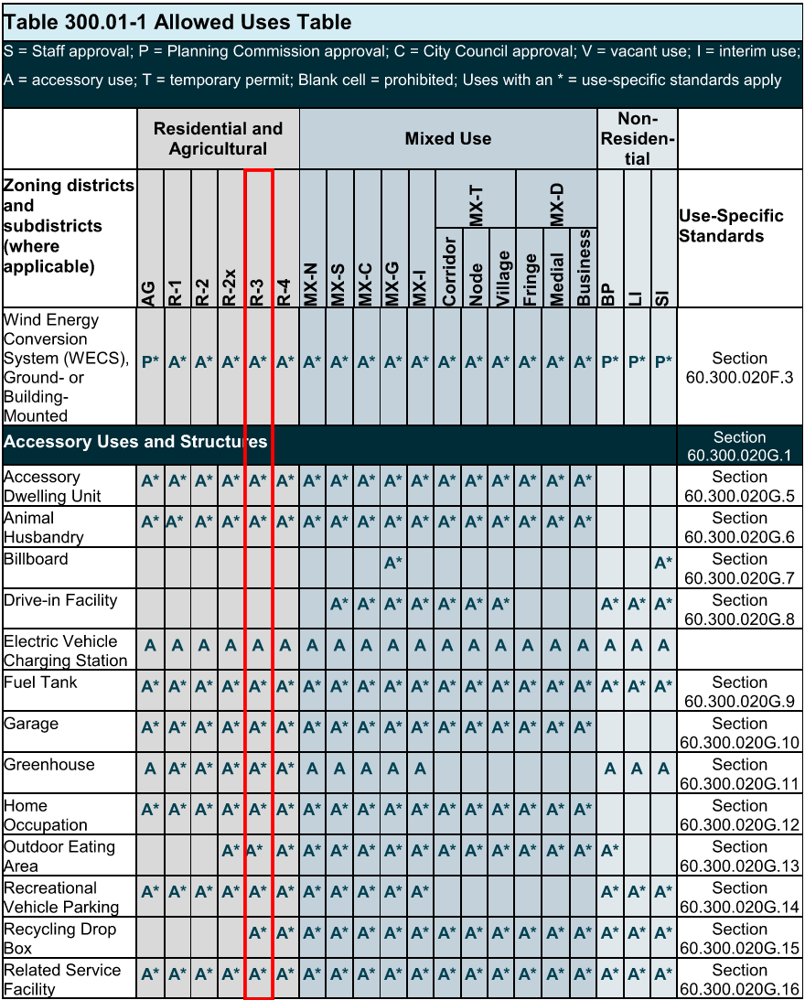 Table 300.01-1 Allowed Uses Table
S = Staff approval; P = Planning Commission approval; C = City Council approval; V = vacant use; I = interim use;
A = accessory use; T = temporary permit; Blank cell = prohibited; Uses with an * = use-specific standards apply
Residential and
Agricultural
Mixed Use
Non-
Residen-
tial
Zoning districts
and
subdistricts
(where
applicable)
AG R-1 R-2 R-2x R-3 R-4 MX-N MX-S MX-C MX-G MX-I
MX-T
Corridor Node Village
MX-D
Fringe Medial Business
BP LI SI
Use-Specific
Standards
Wind Energy
Conversion
System (WECS),
Ground- or
Building-
Mounted
P* A* A* A* A* A* A* A* A* A* A* A* A* A* A* A* A* P* P* P*
Section
60.300.020F.3
Accessory Uses and Structures
Section
60.300.020G.1
Accessory
Dwelling Unit
A* A* A* A* A* A* A* A* A* A* A* A* A* A* A* A* A*
Section
60.300.020G.5
Animal
Husbandry
A* A* A* A* A* A* A* A* A* A* A* A* A* A* A* A* A*
Section
60.300.020G.6
Billboard
A* A*
Section
60.300.020G.7
Drive-in Facility
A* A* A* A* A* A* A* A* A* A*
Section
60.300.020G.8
Electric Vehicle
Charging Station
A A A A A A A A A A A A A A A A A A A A
Fuel Tank
A* A* A* A* A* A* A* A* A* A* A* A* A* A* A* A* A* A* A* A*
Section
60.300.020G.9
Garage
A* A* A* A* A* A* A* A* A* A* A* A* A* A* A* A* A*
Section
60.300.020G.10
Greenhouse
A A* A* A* A* A* A A A A A A A A
Section
60.300.020G.11
Home
Occupation
A* A* A* A* A* A* A* A* A* A* A* A* A* A* A* A* A*
Section
60.300.020G.12
Outdoor Eating
Area
A* A* A* A* A* A* A* A* A* A* A* A* A* A* A*
Section
60.300.020G.13
Recreational
Vehicle Parking
A* A* A* A* A* A* A* A* A* A* A* A* A* A*
Section
60.300.020G.14
Recycling Drop
Box
A* A* A* A* A* A* A* A* A* A* A* A* A* A* A* A*
Section
60.300.020G.15
Related Service
Facility
A* A* A* A* A* A* A* A* A* A* A* A* A* A* A* A* A* A* A* A*
Section
60.300.020G.16